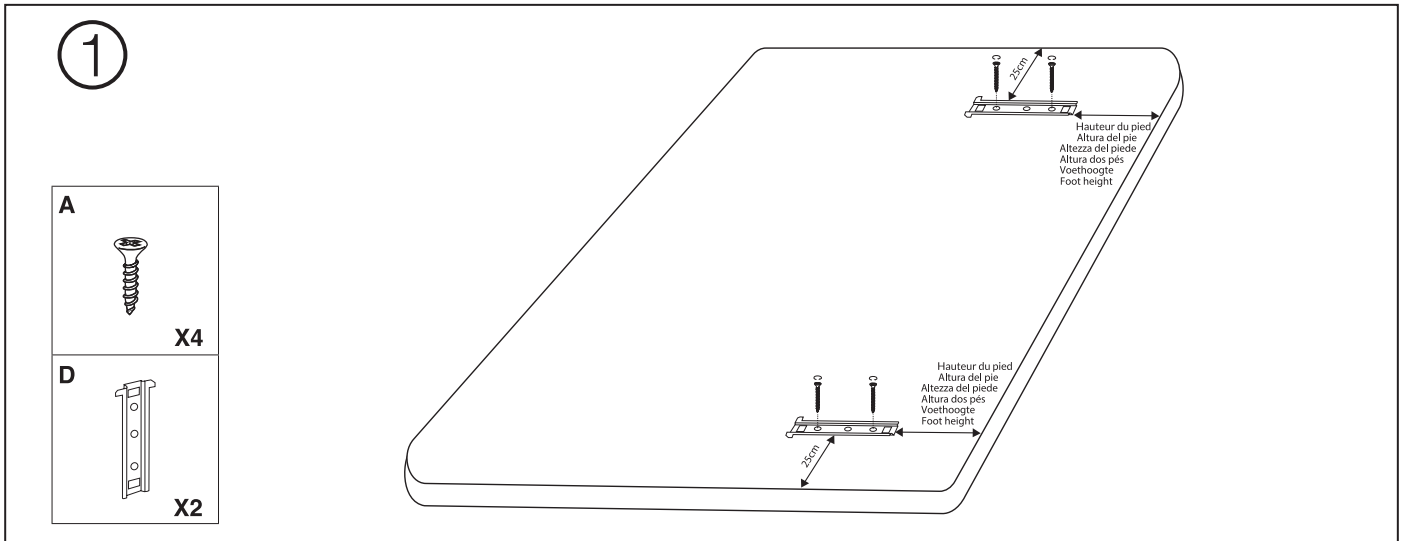 1
25cm
Hauteur du pied
Altura del pie
Altezza del piede
Altura dos pés
Voethoogte
Foot height
A
X4
D
X2
Hauteur du pied
Altura del pie
Altezza del piede
Altura dos pés
Voethoogte
Foot height
25cm